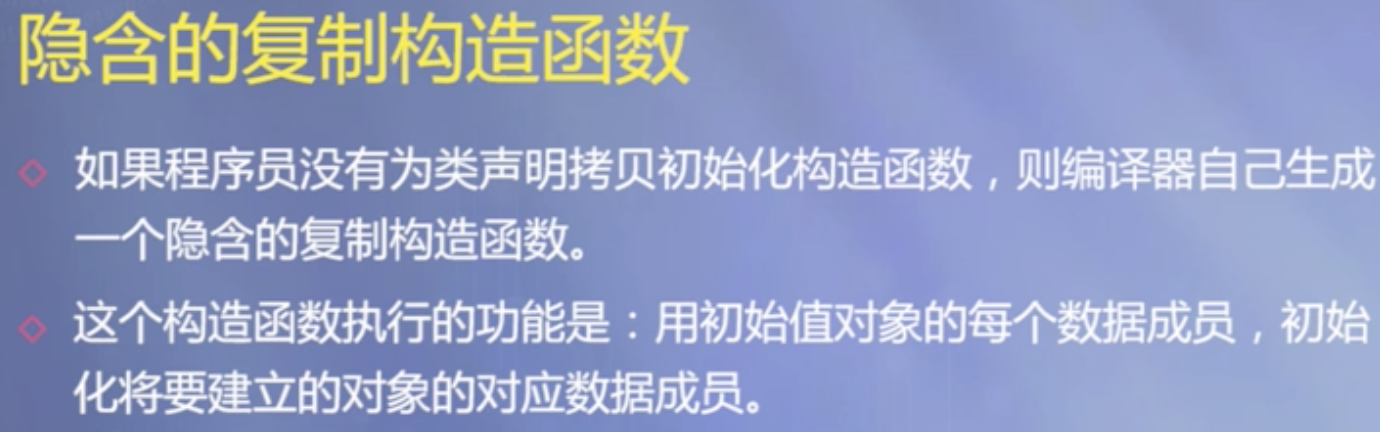 隐含的复制构造函数
如果程序员没有为类声明拷贝初始化构造函数，则编译器自己生成
一个隐含的复制构造函数。
这个构造函数执行的功能是：用初始值对象的每个数据成员，初始
化将要建立的对象的对应数据成员。